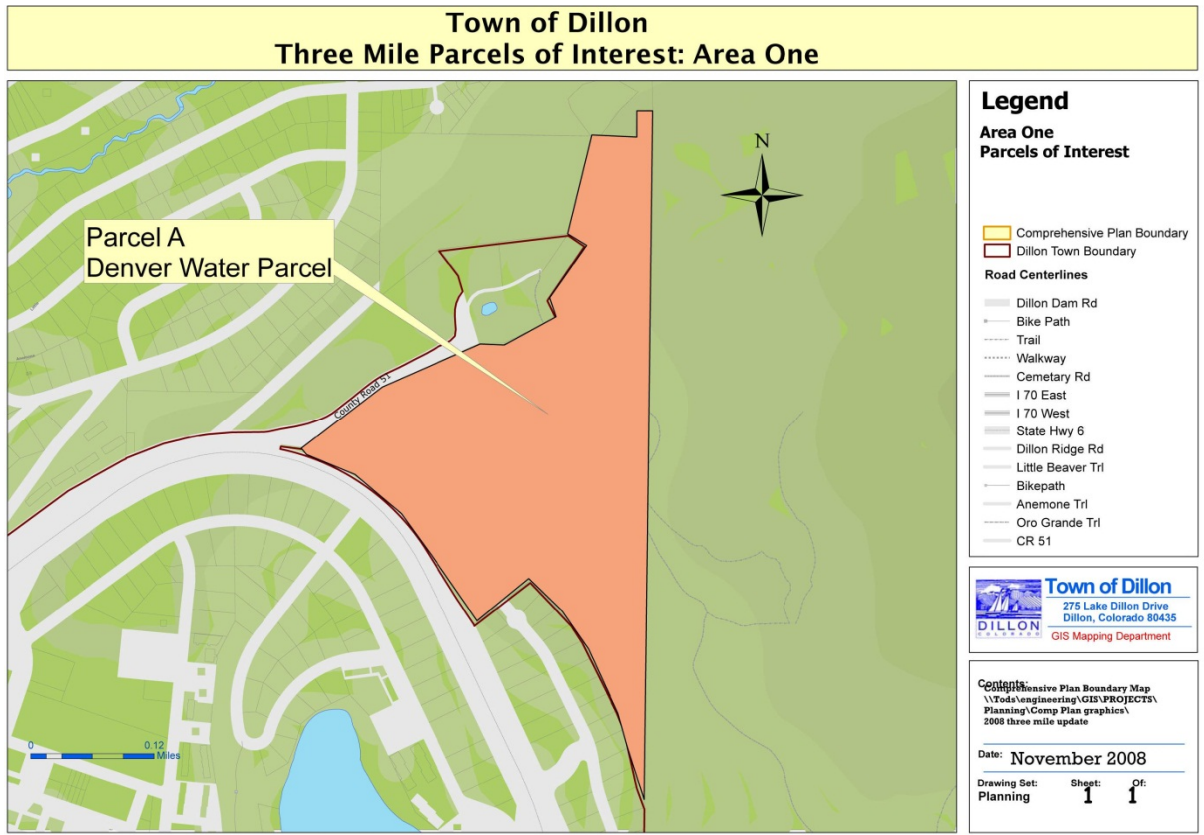 Town of Dillon
Three Mile Parcels of Interest: Area One
N
Parcel A
Denver Water Parcel
County Road 51
0
0.12
Miles
Legend
Area One
Parcels of Interest
Comprehensive Plan Boundary
Dillon Town Boundary
Road Centerlines
Dillon Dam Rd
Bike Path
Trail
Walkway
Cemetary Rd
I 70 East
I 70 West
State Hwy 6
Dillon Ridge Rd
Little Beaver Trl
Bikepath
Anemone Trl
Oro Grande Trl
CR 51
DILLON
COLORADO
Town of Dillon
275 Lake Dillon Drive
Dillon, Colorado 80435
GIS Mapping Department
Contents:
Comprehensive Plan Boundary Map
\\Tods\engineering\GIS\PROJECTS\
Planning\Comp Plan graphics\
2008 three mile update
Date: November 2008
Drawing Set: Sheet: Of:
Planning 1 1